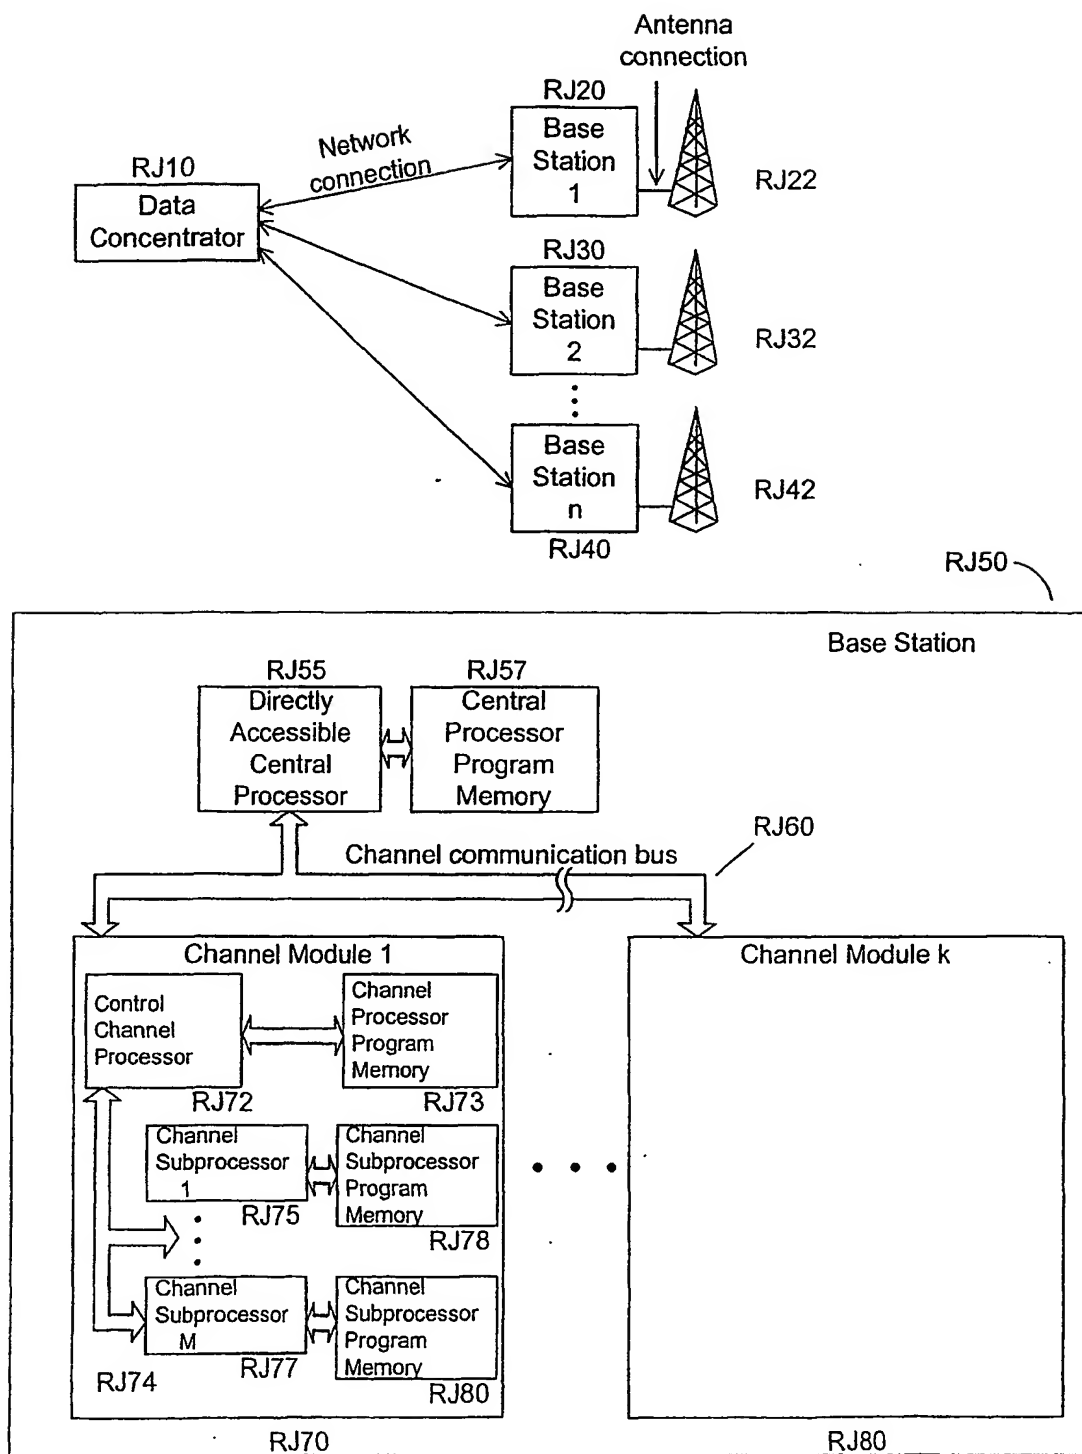 Antenna
connection
RJ20
Base
Station
1
RJ22
Network
connection
RJ10
Data
Concentrator
RJ30
Base
Station
2
RJ32
Base
Station
n
RJ42
RJ40
RJ50
Base Station
RJ55
Directly
Accessible
Central
Processor
RJ57
Central
Processor
Program
Memory
RJ60
Channel communication bus
Channel Module 1
Control
Channel
Processor
RJ72
Channel
Processor
Program
Memory
RJ73
Channel
Subprocessor
1
RJ75
Channel
Subprocessor
Program
Memory
RJ78
Channel
Subprocessor
M
RJ77
Channel
Subprocessor
Program
Memory
RJ80
RJ74
RJ70
Channel Module k
RJ80